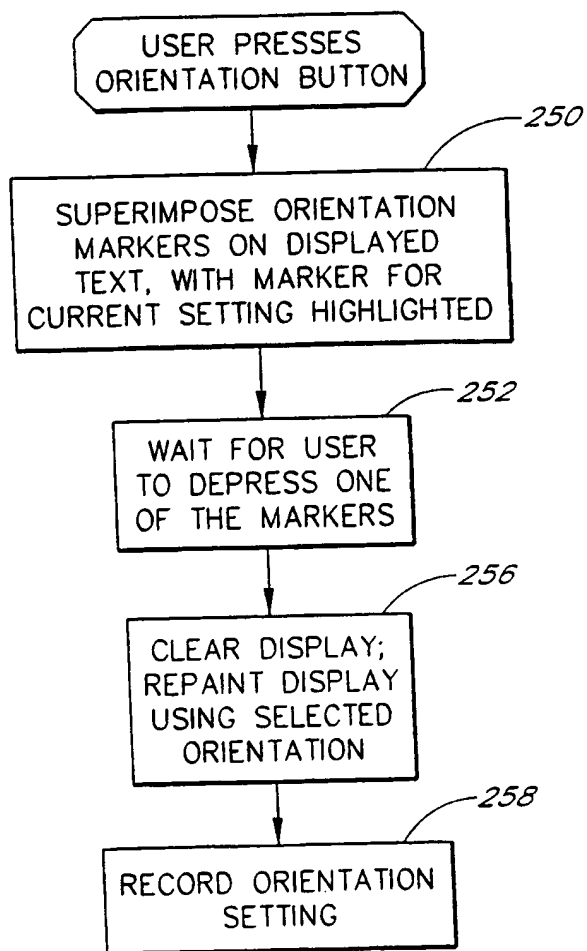 USER PRESSES
ORIENTATION BUTTON
250
SUPERIMPOSE ORIENTATION
MARKERS ON DISPLAYED
TEXT, WITH MARKER FOR
CURRENT SETTING HIGHLIGHTED
252
WAIT FOR USER
TO DEPRESS ONE
OF THE MARKERS
256
CLEAR DISPLAY;
REPAINT DISPLAY
USING SELECTED
ORIENTATION
258
RECORD ORIENTATION
SETTING